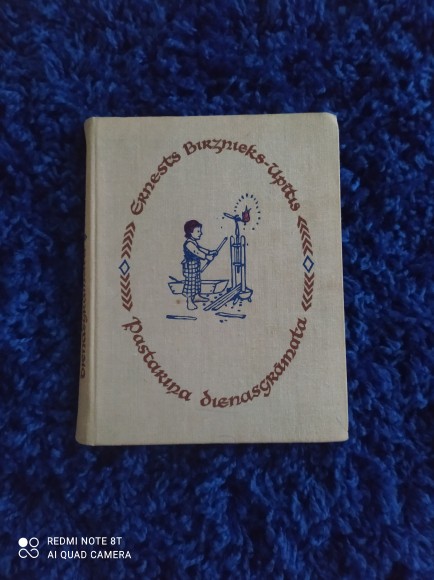 Ernests Birznieks-Upītis
Pastariņa dienasgrāmata
REDMI NOTE 8T
AI QUAD CAMERA